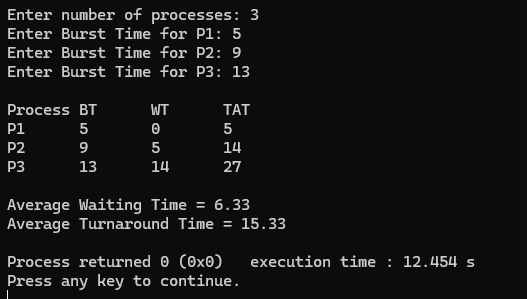 Enter number of processes: 3
Enter Burst Time for P1: 5
Enter Burst Time for P2: 9
Enter Burst Time for P3: 13
Process BT WT TAT
P1 5 0 5
P2 9 5 14
P3 13 14 27
Average Waiting Time = 6.33
Average Turnaround Time = 15.33
Process returned 0 (0x0) execution time : 12.454 s
Press any key to continue.